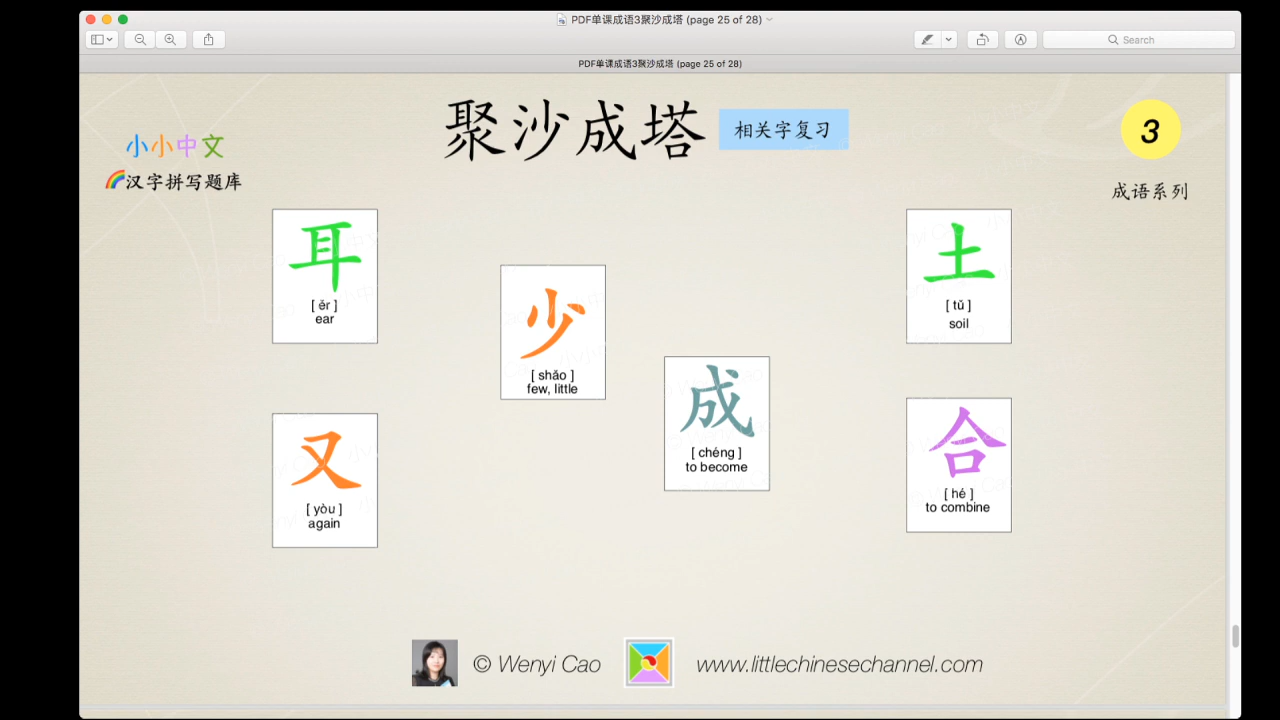 PDF单课成语3聚沙成塔 (page 25 of 28)
Search
PDF单课成语3聚沙成塔 (page 25 of 28)
聚沙成塔
相关字复习
小小中文
汉字拼写题库
3
成语系列
耳
[ ěr ]
ear
少
[ shǎo ]
few, little
土
[ tǔ ]
soil
又
[ yòu ]
again
成
[ chéng ]
to become
合
[ hé ]
to combine
© Wenyi Cao
www.littlechinesechannel.com